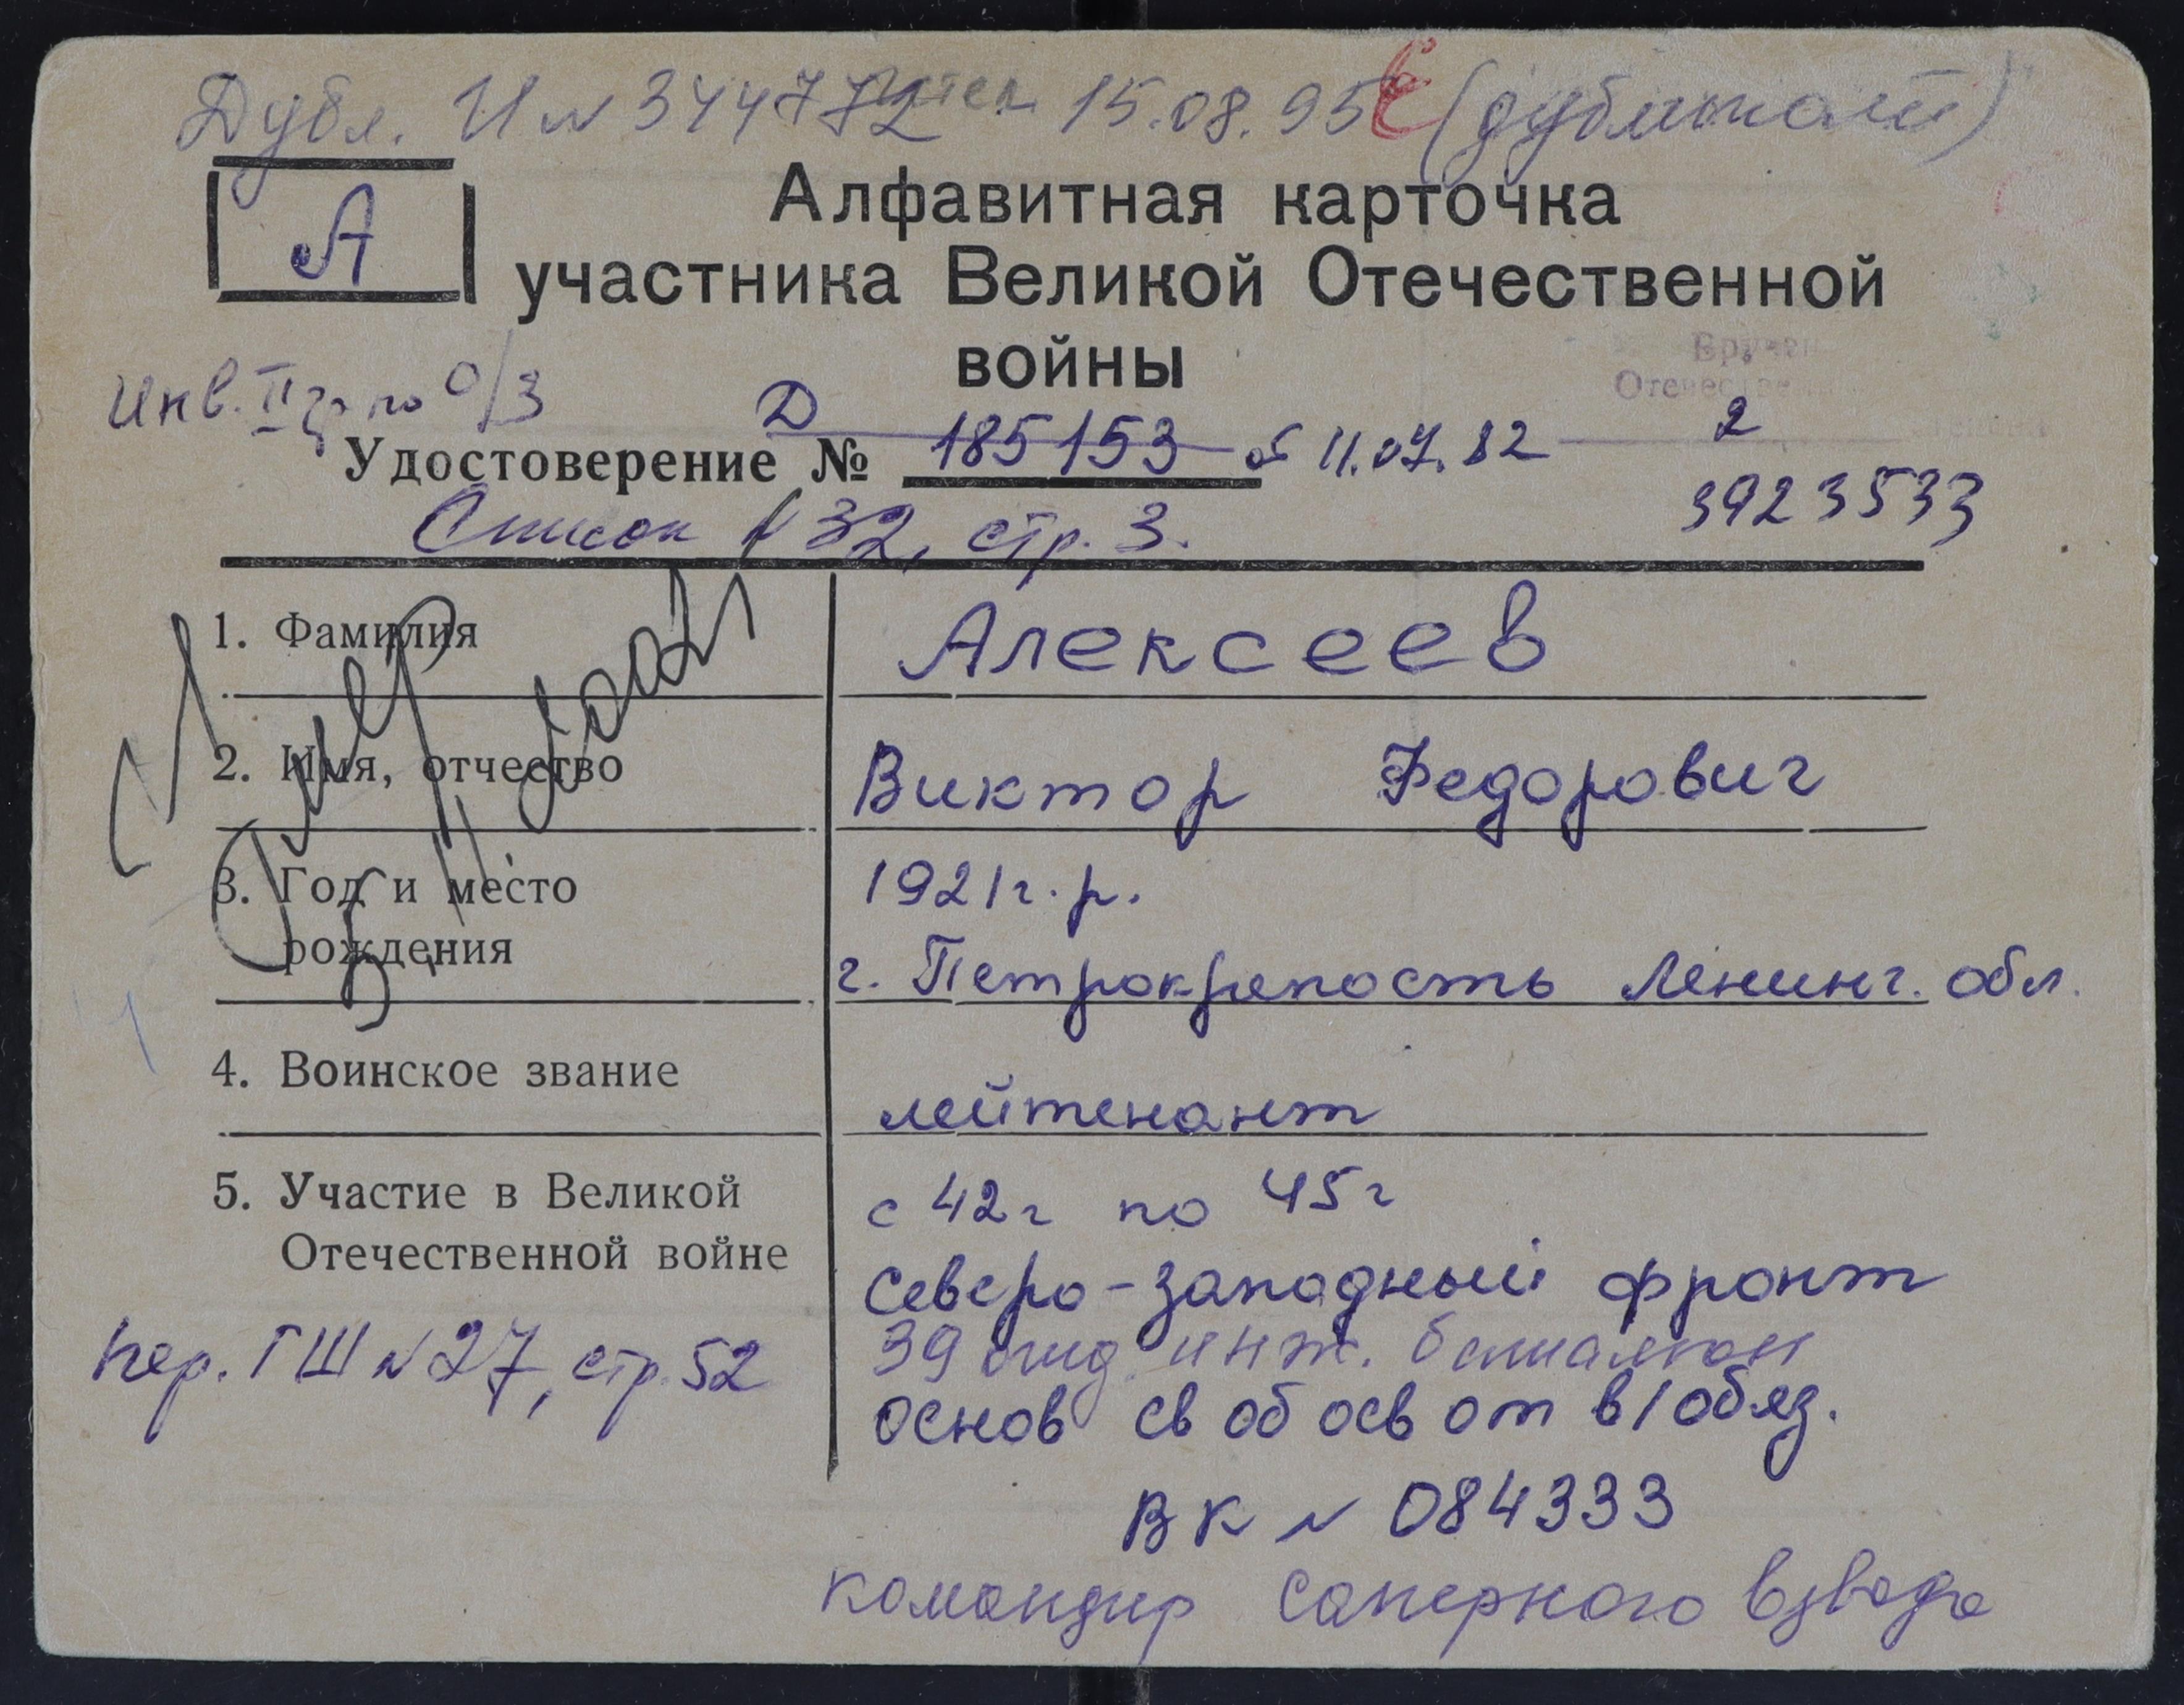 Дубл. И № 344772 15.08.95 (дубликат)
А
Алфавитная карточка
участника Великой Отечественной
войны
Инв. II гр. по о/з
Д
Удостоверение № 185153 от 11.07.82 2
3923533
Список № 32, стр. 3.
1. Фамилия Алексеев
2. Имя, отчество Виктор Федорович
3. Год и место 1921 г.р.
рождения г. Петрокрепость Ленинг. обл.
4. Воинское звание лейтенант
5. Участие в Великой с 42 г по 45 г
Отечественной войне Северо-западный фронт
39 инж. батальон
Пер. ГШ № 27, стр. 52
основ св об осв от в/обяз.
ВК № 084333
командир саперного взвода